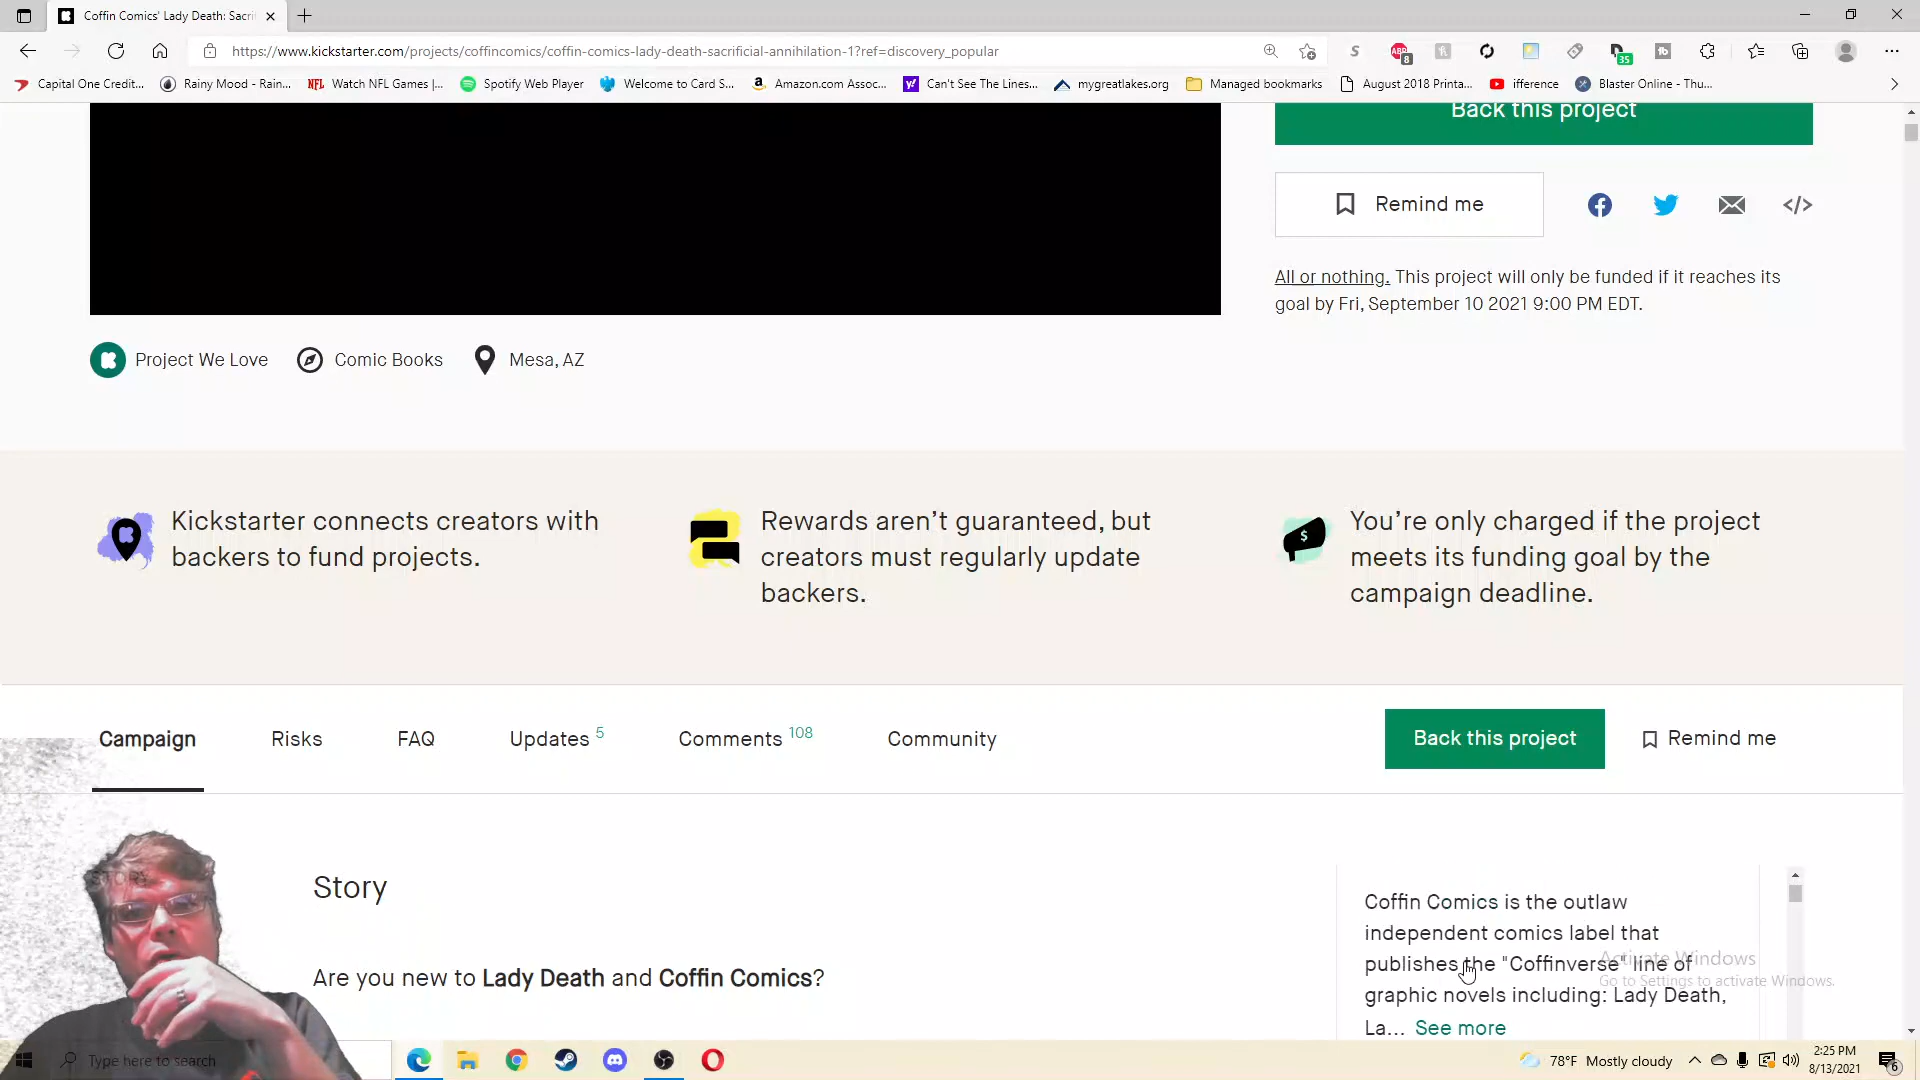 Coffin Comics' Lady Death: Sacri
https://www.kickstarter.com/projects/coffincomics/coffin-comics-lady-death-sacrificial-annihilation-1?ref=discovery_popular
Capital One Credit... Rainy Mood - Rain... Watch NFL Games |... Spotify Web Player Welcome to Card S... Amazon.com Assoc... Can't See The Lines... mygreatlakes.org Managed bookmarks August 2018 Printa... ifference Blaster Online - Thu...
Back this project
Remind me
All or nothing. This project will only be funded if it reaches its
goal by Fri, September 10 2021 9:00 PM EDT.
Project We Love Comic Books Mesa, AZ
Kickstarter connects creators with
backers to fund projects.
Rewards aren't guaranteed, but
creators must regularly update
backers.
You're only charged if the project
meets its funding goal by the
campaign deadline.
Campaign Risks FAQ Updates 5 Comments 108 Community Back this project Remind me
Story
Are you new to Lady Death and Coffin Comics?
Coffin Comics is the outlaw
independent comics label that
publishes the "Coffinverse" line of
graphic novels including: Lady Death,
La... See more
Activate Windows
Go to Settings to activate Windows.
Type here to search
78°F Mostly cloudy
2:25 PM
8/13/2021
6